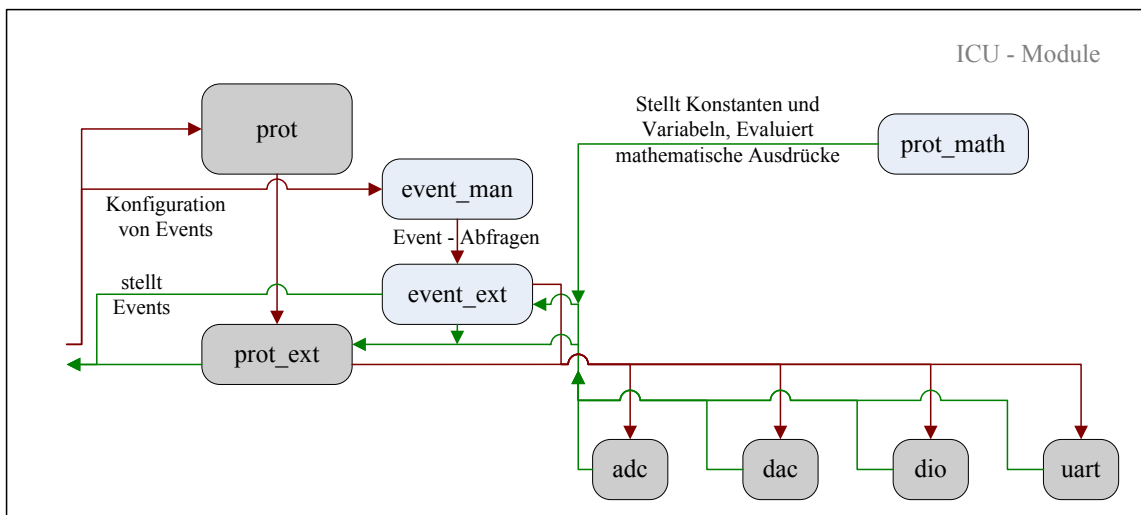 ICU - Module
prot
Stellt Konstanten und
Variabeln, Evaluiert
mathematische Ausdrücke
prot_math
event_man
Konfiguration
von Events
Event - Abfragen
stellt
Events
event_ext
prot_ext
adc
dac
dio
uart